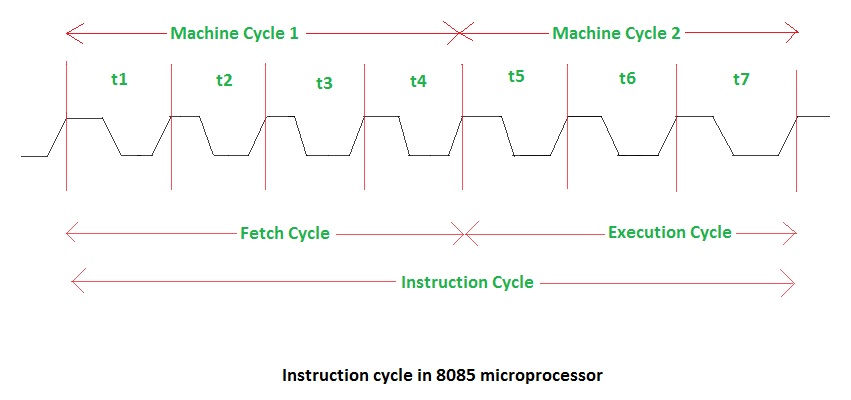 Machine Cycle 1
Machine Cycle 2
t1
t2
t3
t4
t5
t6
t7
Fetch Cycle
Execution Cycle
Instruction Cycle
Instruction cycle in 8085 microprocessor